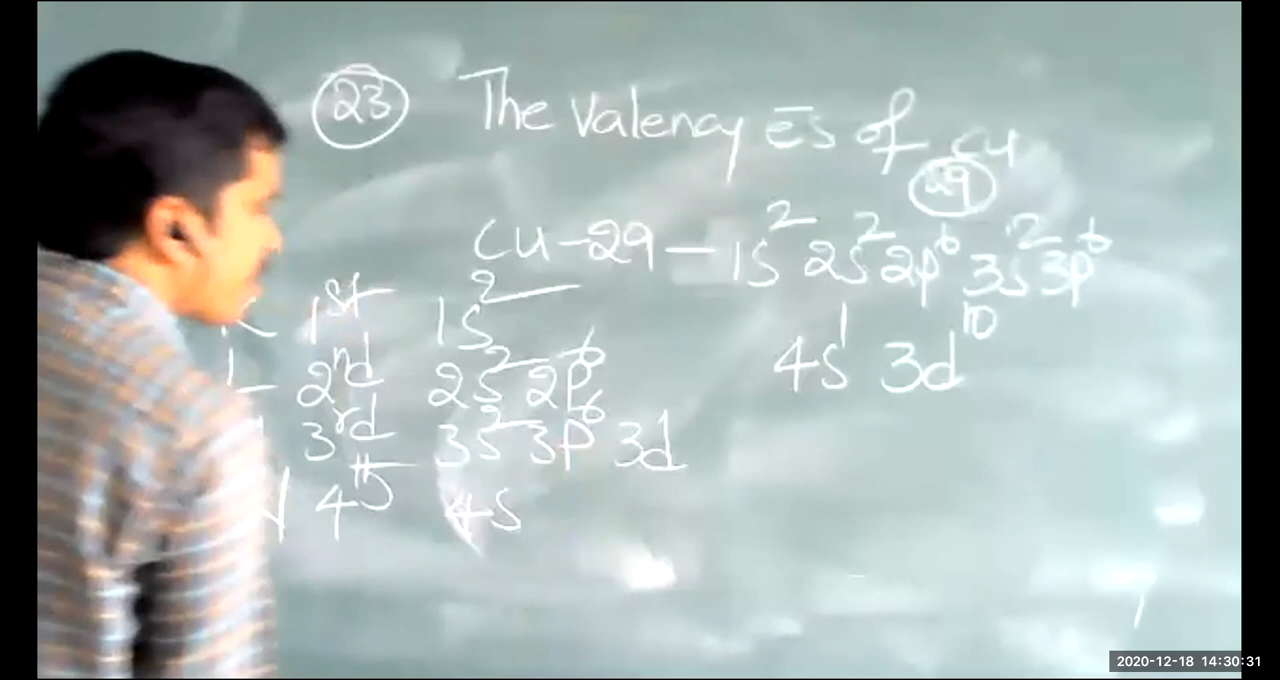 23 The Valency es of Cu
29
Cu-29-1s² 2s² 2p⁶ 3s² 3p⁶
4s¹ 3d¹⁰
K 1st 1s²
L 2nd 2s² 2p⁶
3rd 3s² 3p⁶ 3d
N 4th 4s
2020-12-18 14:30:31